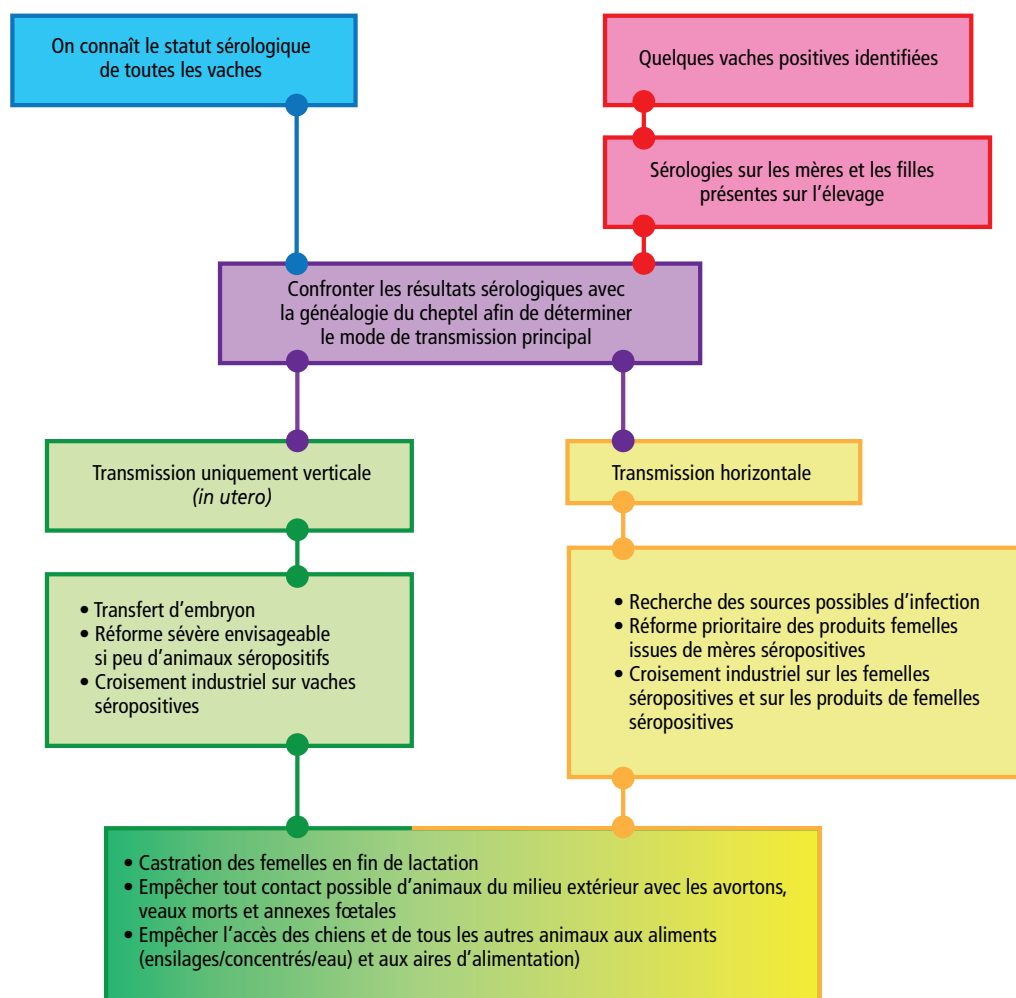 On connaît le statut sérologique
de toutes les vaches
Quelques vaches positives identifiées
Sérologies sur les mères et les filles
présentes sur l'élevage
Confronter les résultats sérologiques avec
la généalogie du cheptel afin de déterminer
le mode de transmission principal
Transmission uniquement verticale
(in utero)
Transmission horizontale
• Transfert d'embryon
• Réforme sévère envisageable
si peu d'animaux séropositifs
• Croisement industriel sur vaches
séropositives
• Recherche des sources possibles d'infection
• Réforme prioritaire des produits femelles
issues de mères séropositives
• Croisement industriel sur les femelles
séropositives et sur les produits de femelles
séropositives
• Castration des femelles en fin de lactation
• Empêcher tout contact possible d'animaux du milieu extérieur avec les avortons,
veaux morts et annexes fœtales
• Empêcher l'accès des chiens et de tous les autres animaux aux aliments
(ensilages/concentrés/eau) et aux aires d'alimentation)